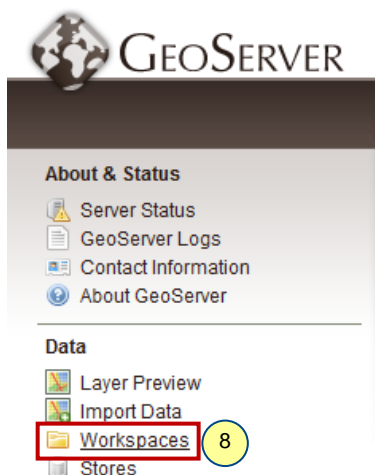 GEOSERVER
About & Status
Server Status
GeoServer Logs
Contact Information
About GeoServer
Data
Layer Preview
Import Data
Workspaces 8
Stores